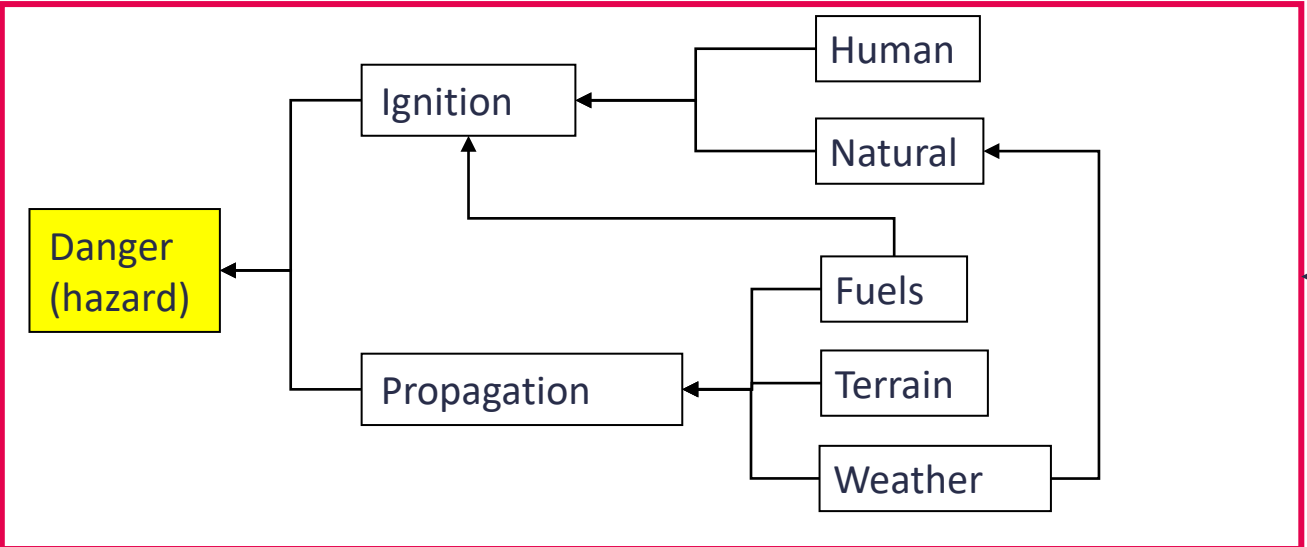 Human
Ignition
Natural
Danger
(hazard)
Fuels
Propagation
Terrain
Weather